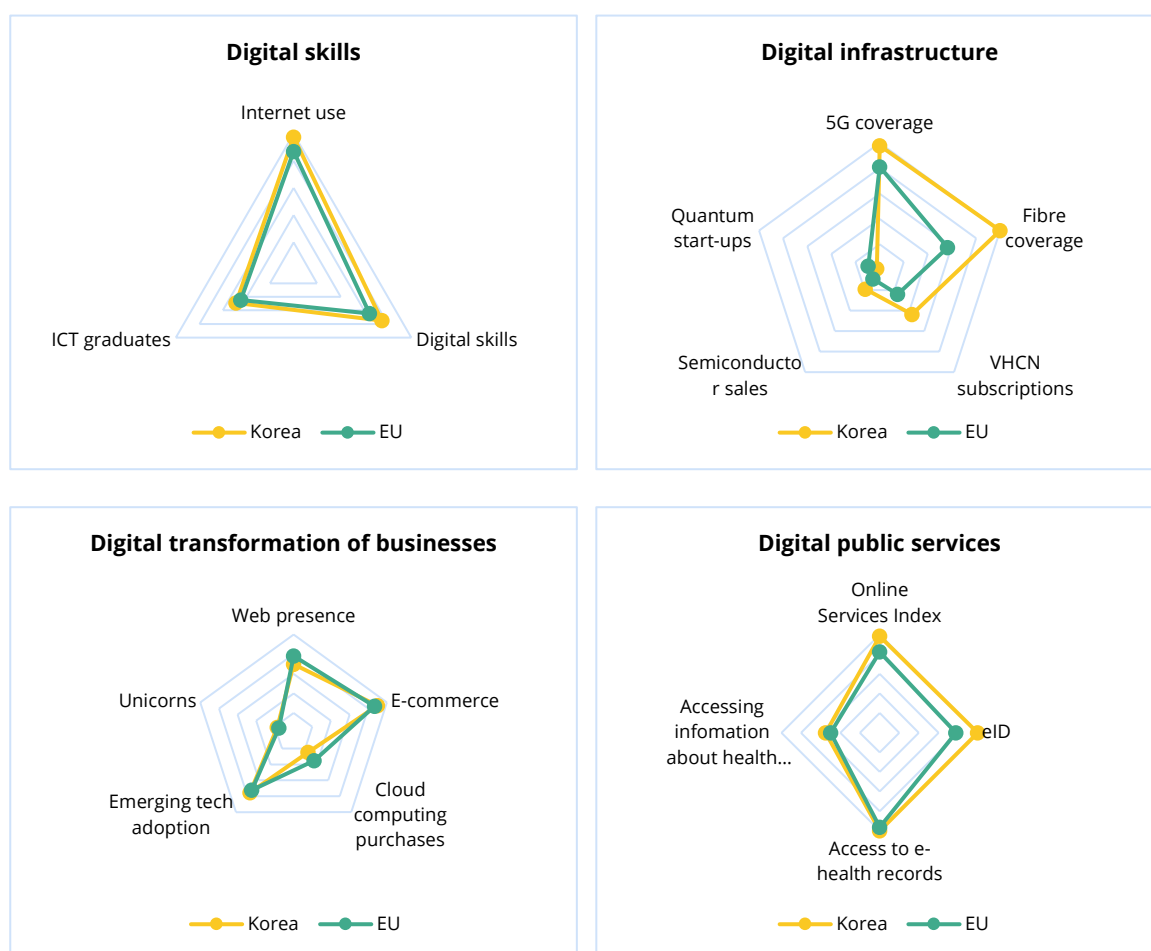 Digital skills
Internet use
ICT graduates
Digital skills
Korea
EU
Digital infrastructure
5G coverage
Quantum
start-ups
Fibre
coverage
Semiconducto
r sales
VHCN
subscriptions
Korea
EU
Digital transformation of businesses
Web presence
Unicorns
E-commerce
Emerging tech
adoption
Cloud
computing
purchases
Korea
EU
Digital public services
Online
Services Index
Accessing
infomation
about health...
eID
Access to e-
health records
Korea
EU